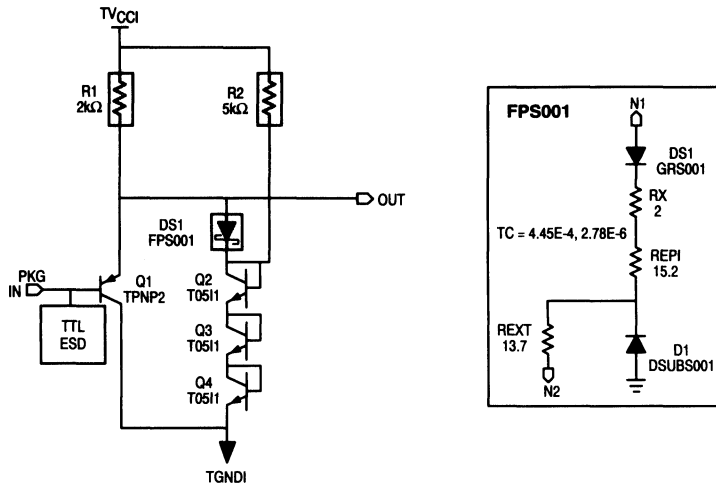 TVCCI
R1
2kΩ
R2
5kΩ
OUT
DS1
FPS001
PKG
IN
Q1
TPNP2
TTL
ESD
Q2
T05I1
Q3
T05I1
Q4
T05I1
TGNDI
FPS001
N1
DS1
GRS001
RX
2
TC = 4.45E-4, 2.78E-6
REPI
15.2
REXT
13.7
N2
D1
DSUBS001